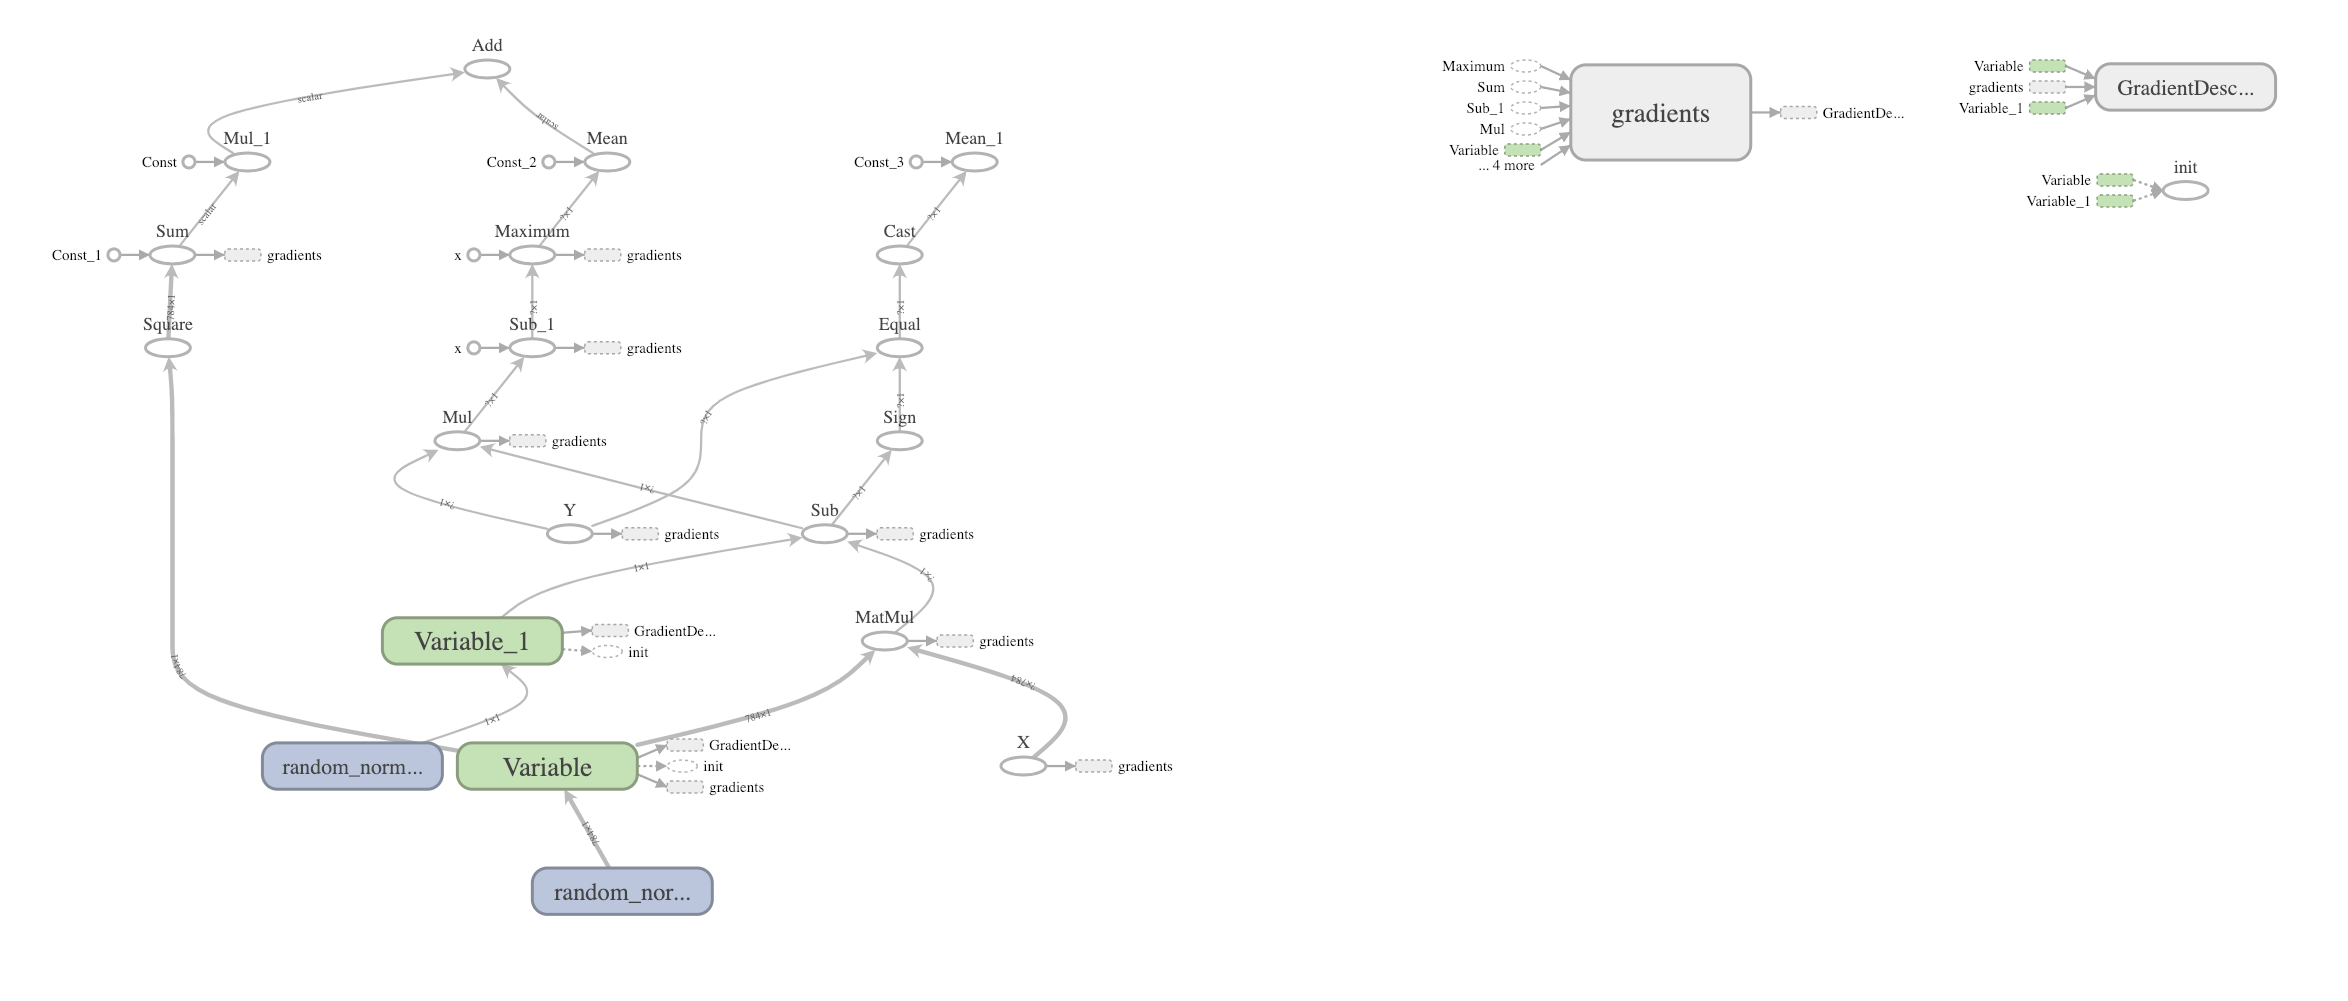 Add
scalar
scalar
Mul_1
Mean
Mean_1
Const
Const_2
Const_3
scalar
?×1
?×1
Sum
Maximum
Cast
Const_1
gradients
x
gradients
784×1
?×1
?×1
Square
Sub_1
Equal
x
gradients
?×1
?×1
?×1
Mul
Sign
gradients
?×1
?×1
?×1
Y
Sub
gradients
gradients
1×1
?×1
MatMul
Variable_1
GradientDe...
init
gradients
784×1
?×784
1×1
784×1
X
random_norm...
Variable
GradientDe...
init
gradients
gradients
784×1
random_nor...
Maximum
Sum
Sub_1
Mul
Variable
... 4 more
gradients
GradientDe...
Variable
gradients
Variable_1
GradientDesc...
init
Variable
Variable_1